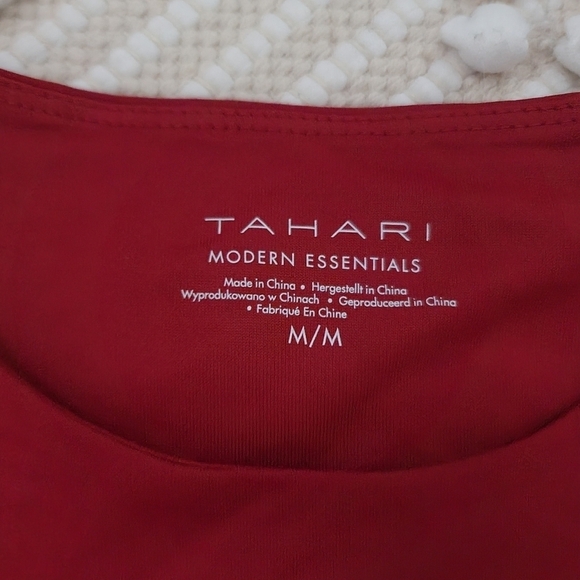 TAHARI
MODERN ESSENTIALS
Made in China • Hergestellt in China
Wyprodukowano w Chinach • Geproduceerd in China
• Fabriqué En Chine
M/M